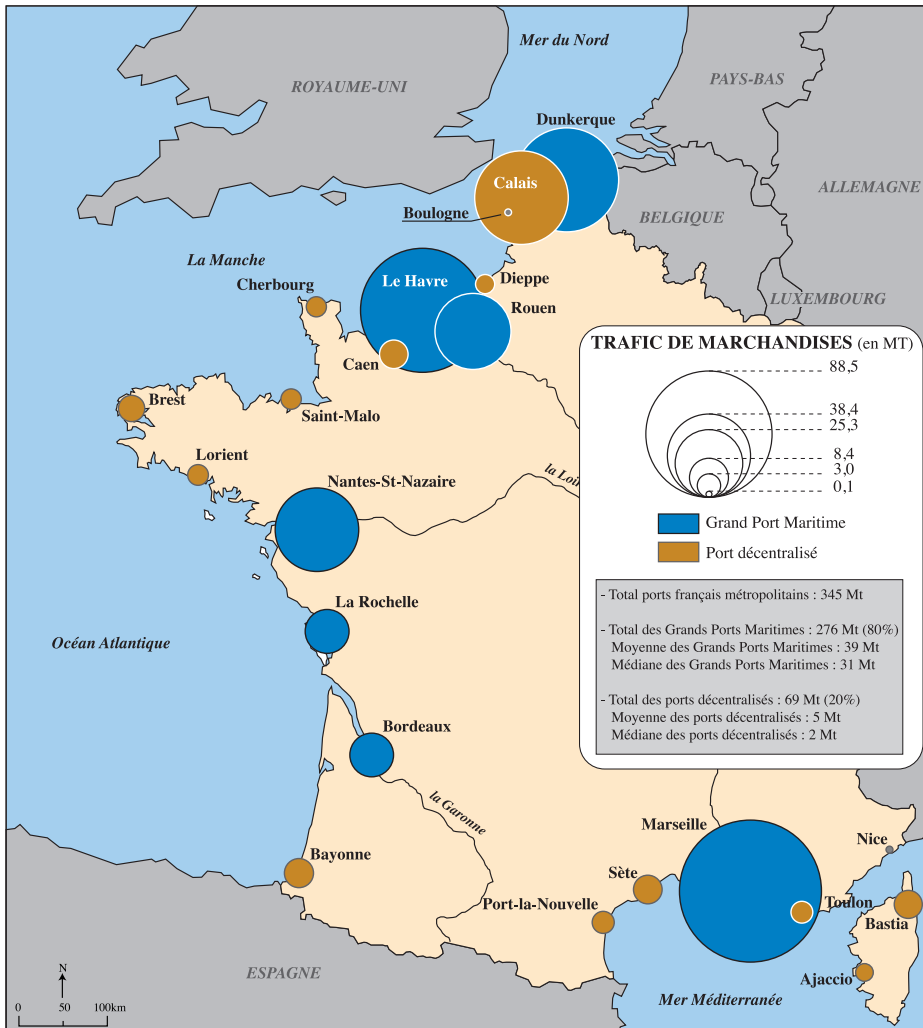 Mer du Nord
ROYAUME-UNI
PAYS-BAS
Dunkerque
ALLEMAGNE
Calais
Boulogne
BELGIQUE
La Manche
Cherbourg
Le Havre
Dieppe
Rouen
LUXEMBOURG
Caen
Brest
Saint-Malo
Lorient
Nantes-St-Nazaire
la Loi
TRAFIC DE MARCHANDISES (en MT)
88,5
38,4
25,3
8,4
3,0
0,1
Grand Port Maritime
Port décentralisé
- Total ports français métropolitains : 345 Mt
- Total des Grands Ports Maritimes : 276 Mt (80%)
Moyenne des Grands Ports Maritimes : 39 Mt
Médiane des Grands Ports Maritimes : 31 Mt
- Total des ports décentralisés : 69 Mt (20%)
Moyenne des ports décentralisés : 5 Mt
Médiane des ports décentralisés : 2 Mt
La Rochelle
Océan Atlantique
Bordeaux
la Garonne
Marseille
Nice
Bayonne
Sète
Port-la-Nouvelle
Toulon
Bastia
ESPAGNE
Ajaccio
Mer Méditerranée
N
0 50 100km